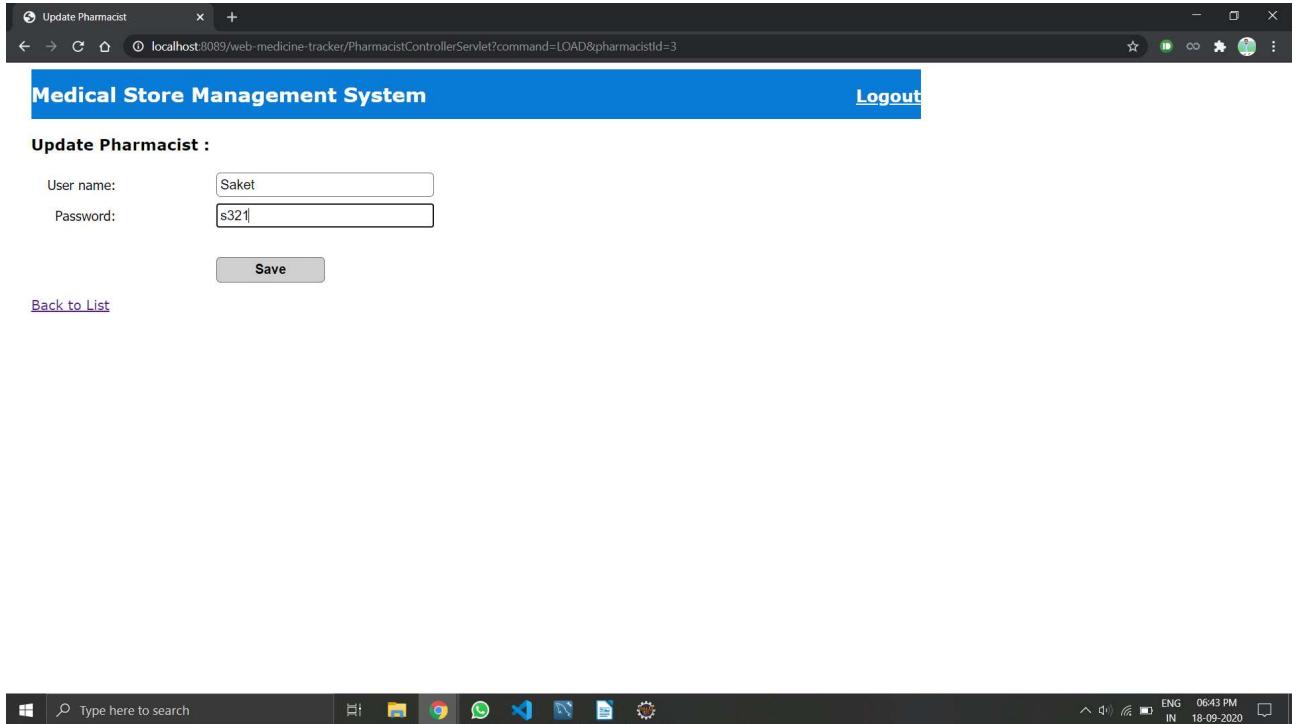 Update Pharmacist
localhost:8089/web-medicine-tracker/PharmacistControllerServlet?command=LOAD&pharmacistId=3
Medical Store Management System Logout
Update Pharmacist :
User name: Saket
Password: s321
Save
Back to List
Type here to search
ENG 06:43 PM
IN 18-09-2020